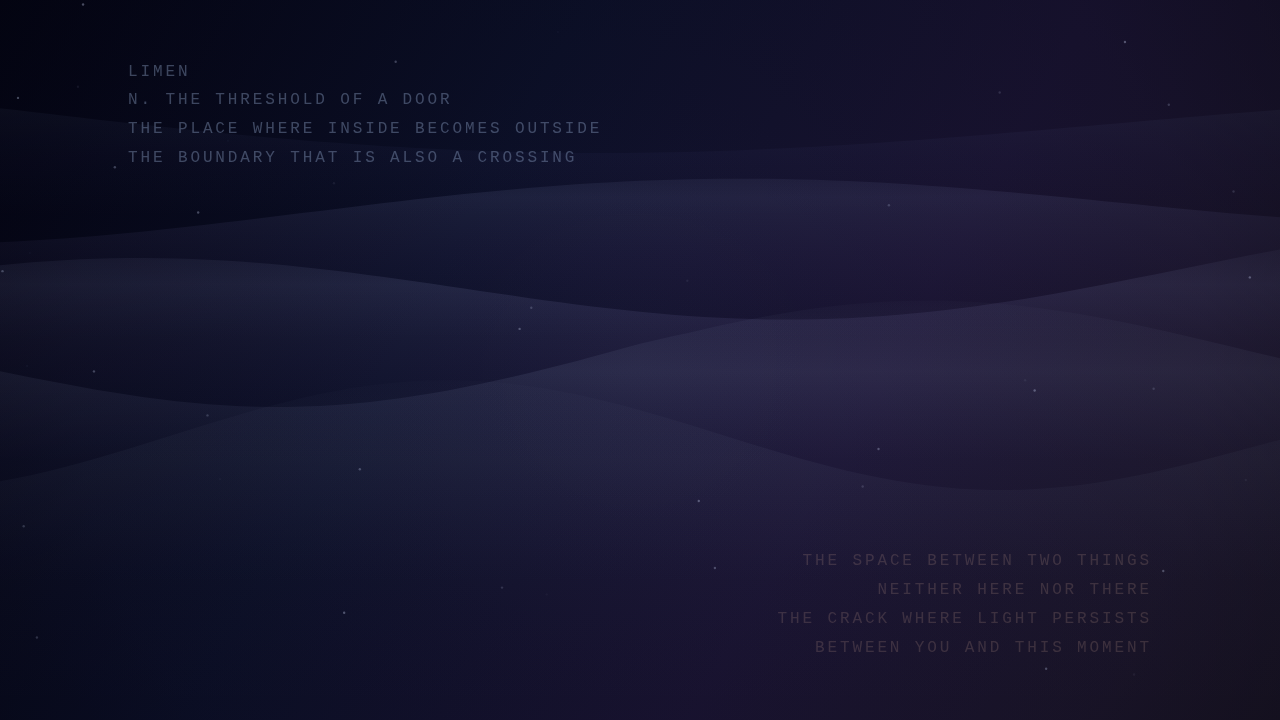 LIMEN
N. THE THRESHOLD OF A DOOR
THE PLACE WHERE INSIDE BECOMES OUTSIDE
THE BOUNDARY THAT IS ALSO A CROSSING
THE SPACE BETWEEN TWO THINGS
NEITHER HERE NOR THERE
THE CRACK WHERE LIGHT PERSISTS
BETWEEN YOU AND THIS MOMENT